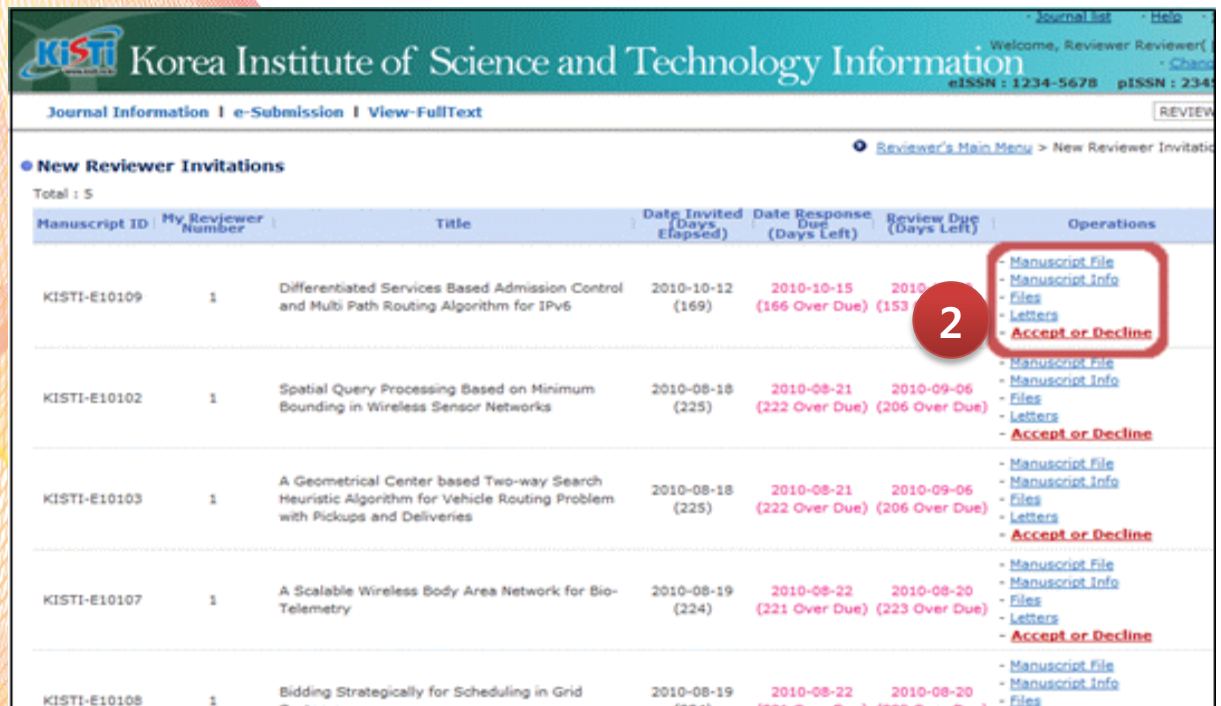 · Journal list · Help ·
KiSTi
www.kisti.re.kr
Korea Institute of Science and Technology Information
Welcome, Reviewer Reviewer(
· Chang
eISSN : 1234-5678 pISSN : 234
Journal Information | e-Submission | View-FullText
REVIEW
Reviewer's Main Menu > New Reviewer Invitatio
New Reviewer Invitations
Total : 5
Manuscript ID
My Reviewer
Number
Title
Date Invited
(Days
Elapsed)
Date Response
Due
(Days Left)
Review Due
(Days Left)
Operations
KISTI-E10109
1
Differentiated Services Based Admission Control
and Multi Path Routing Algorithm for IPv6
2010-10-12
(169)
2010-10-15
(166 Over Due)
2010-
(153
2
- Manuscript File
- Manuscript Info
- Files
- Letters
- Accept or Decline
KISTI-E10102
1
Spatial Query Processing Based on Minimum
Bounding in Wireless Sensor Networks
2010-08-18
(225)
2010-08-21
(222 Over Due)
2010-09-06
(206 Over Due)
- Manuscript File
- Manuscript Info
- Files
- Letters
- Accept or Decline
KISTI-E10103
1
A Geometrical Center based Two-way Search
Heuristic Algorithm for Vehicle Routing Problem
with Pickups and Deliveries
2010-08-18
(225)
2010-08-21
(222 Over Due)
2010-09-06
(206 Over Due)
- Manuscript File
- Manuscript Info
- Files
- Letters
- Accept or Decline
KISTI-E10107
1
A Scalable Wireless Body Area Network for Bio-
Telemetry
2010-08-19
(224)
2010-08-22
(221 Over Due)
2010-08-20
(223 Over Due)
- Manuscript File
- Manuscript Info
- Files
- Letters
- Accept or Decline
KISTI-E10108
1
Bidding Strategically for Scheduling in Grid
2010-08-19
2010-08-22
2010-08-20
- Manuscript File
- Manuscript Info
- Files